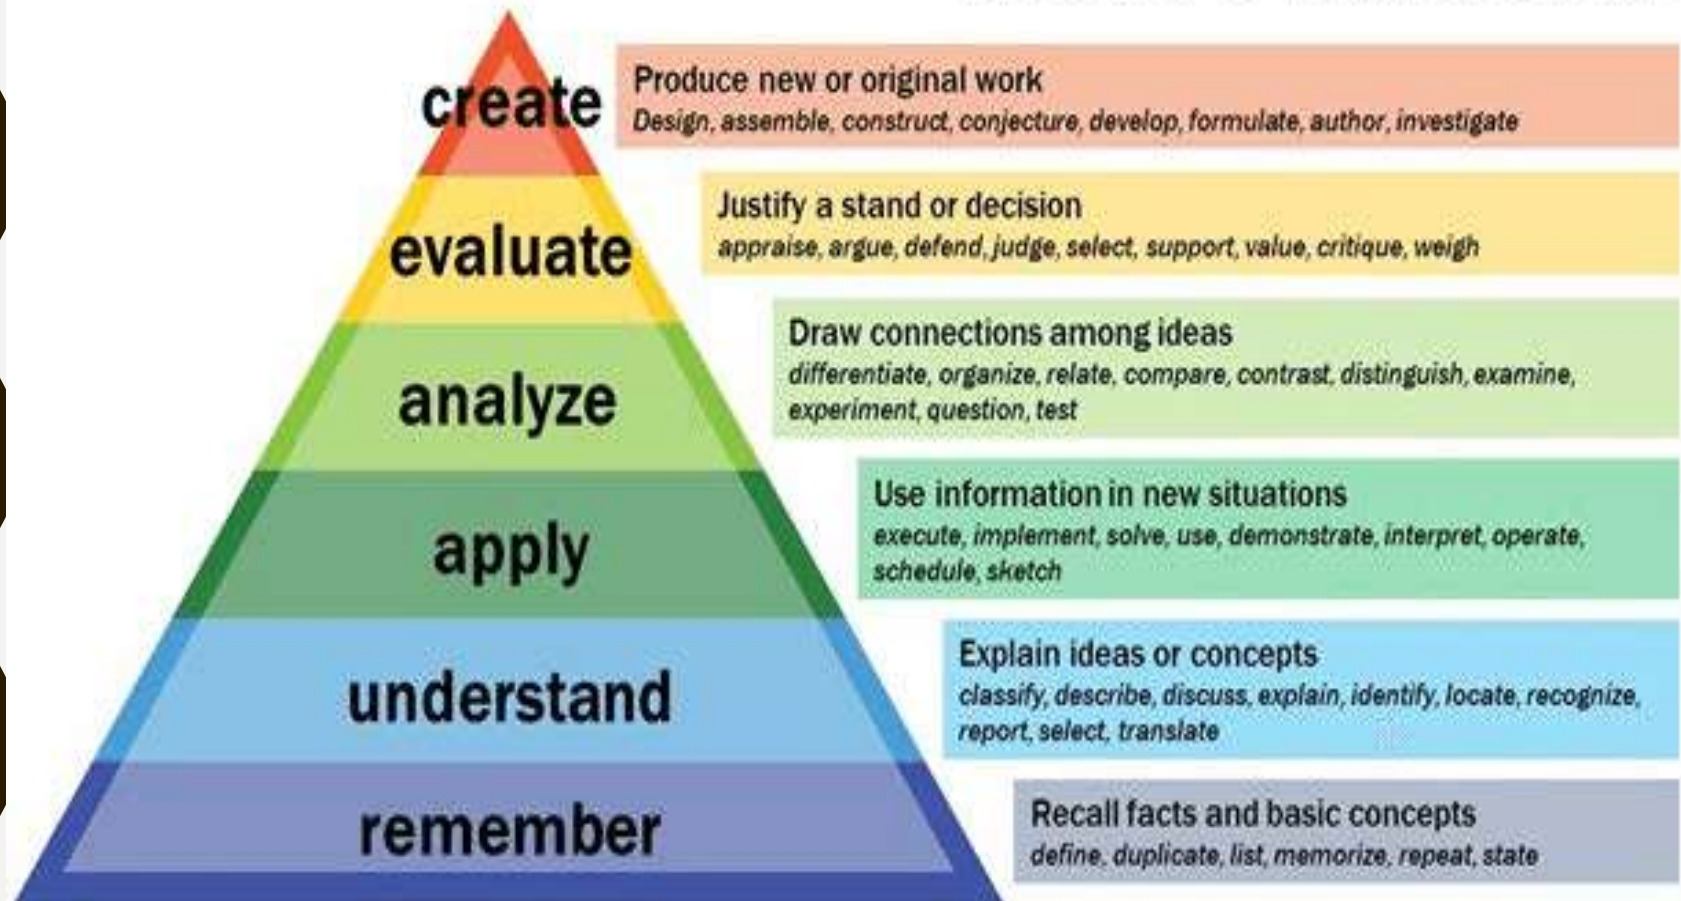 create
Produce new or original work
Design, assemble, construct, conjecture, develop, formulate, author, investigate
evaluate
Justify a stand or decision
appraise, argue, defend, judge, select, support, value, critique, weigh
analyze
Draw connections among ideas
differentiate, organize, relate, compare, contrast, distinguish, examine,
experiment, question, test
apply
Use information in new situations
execute, implement, solve, use, demonstrate, interpret, operate,
schedule, sketch
understand
Explain ideas or concepts
classify, describe, discuss, explain, identify, locate, recognize,
report, select, translate
remember
Recall facts and basic concepts
define, duplicate, list, memorize, repeat, state